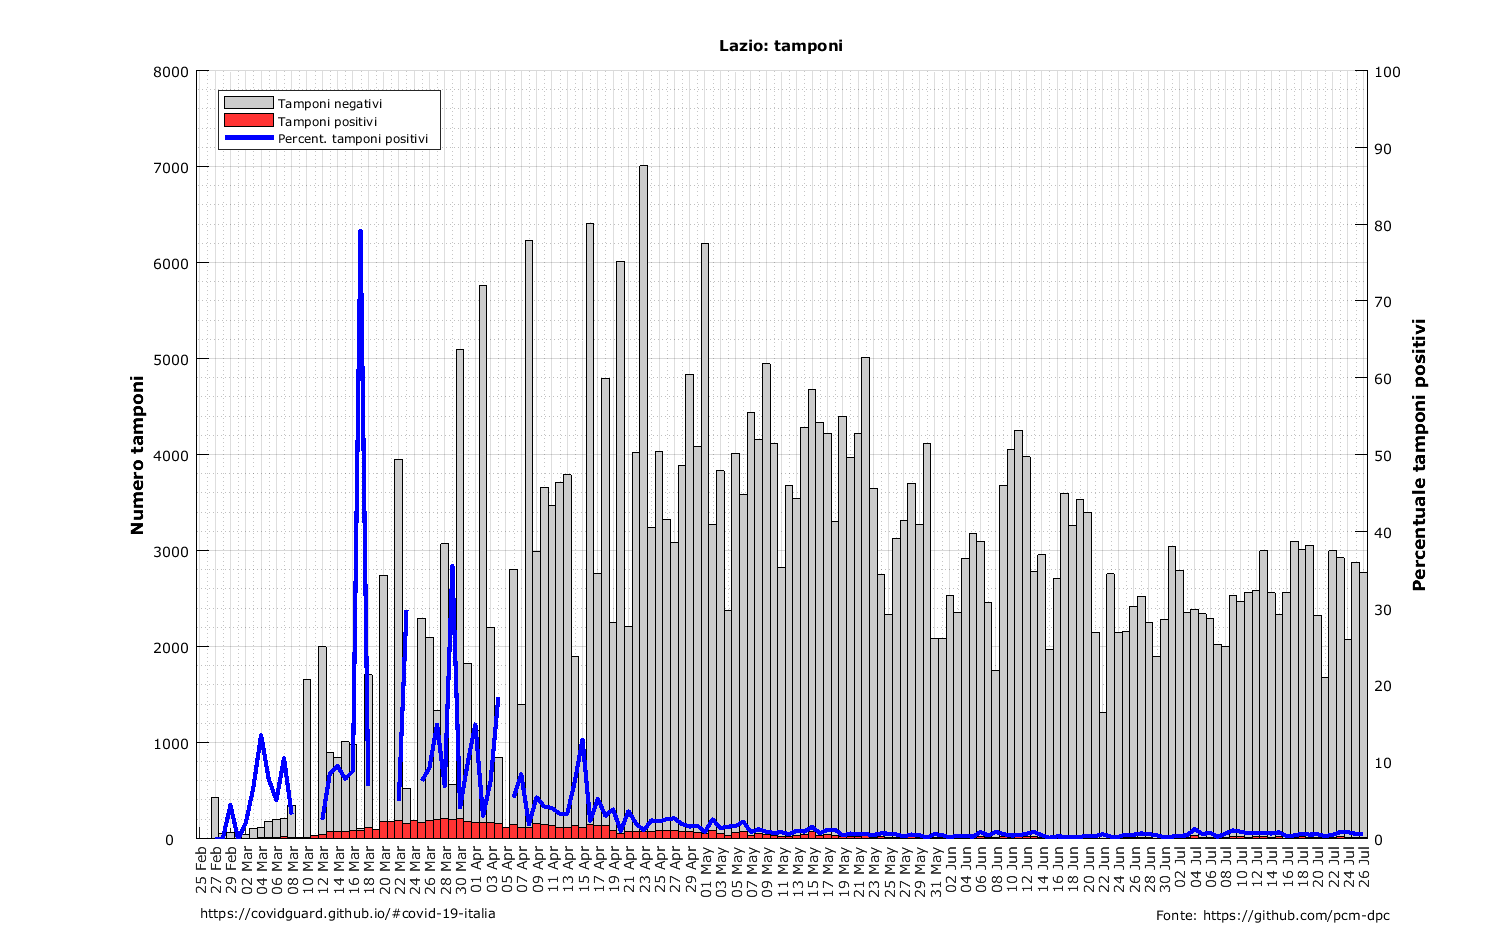 Lazio: tamponi
Tamponi negativi
Tamponi positivi
Percent. tamponi positivi
Numero tamponi
8000
7000
6000
5000
4000
3000
2000
1000
0
Percentuale tamponi positivi
100
90
80
70
60
50
40
30
20
10
0
25 Feb
27 Feb
29 Feb
02 Mar
04 Mar
06 Mar
08 Mar
10 Mar
12 Mar
14 Mar
16 Mar
18 Mar
20 Mar
22 Mar
24 Mar
26 Mar
28 Mar
30 Mar
01 Apr
03 Apr
05 Apr
07 Apr
09 Apr
11 Apr
13 Apr
15 Apr
17 Apr
19 Apr
21 Apr
23 Apr
25 Apr
27 Apr
29 Apr
01 May
03 May
05 May
07 May
09 May
11 May
13 May
15 May
17 May
19 May
21 May
23 May
25 May
27 May
29 May
31 May
02 Jun
04 Jun
06 Jun
08 Jun
10 Jun
12 Jun
14 Jun
16 Jun
18 Jun
20 Jun
22 Jun
24 Jun
26 Jun
28 Jun
30 Jun
02 Jul
04 Jul
06 Jul
08 Jul
10 Jul
12 Jul
14 Jul
16 Jul
18 Jul
20 Jul
22 Jul
24 Jul
26 Jul
https://covidguard.github.io/#covid-19-italia
Fonte: https://github.com/pcm-dpc